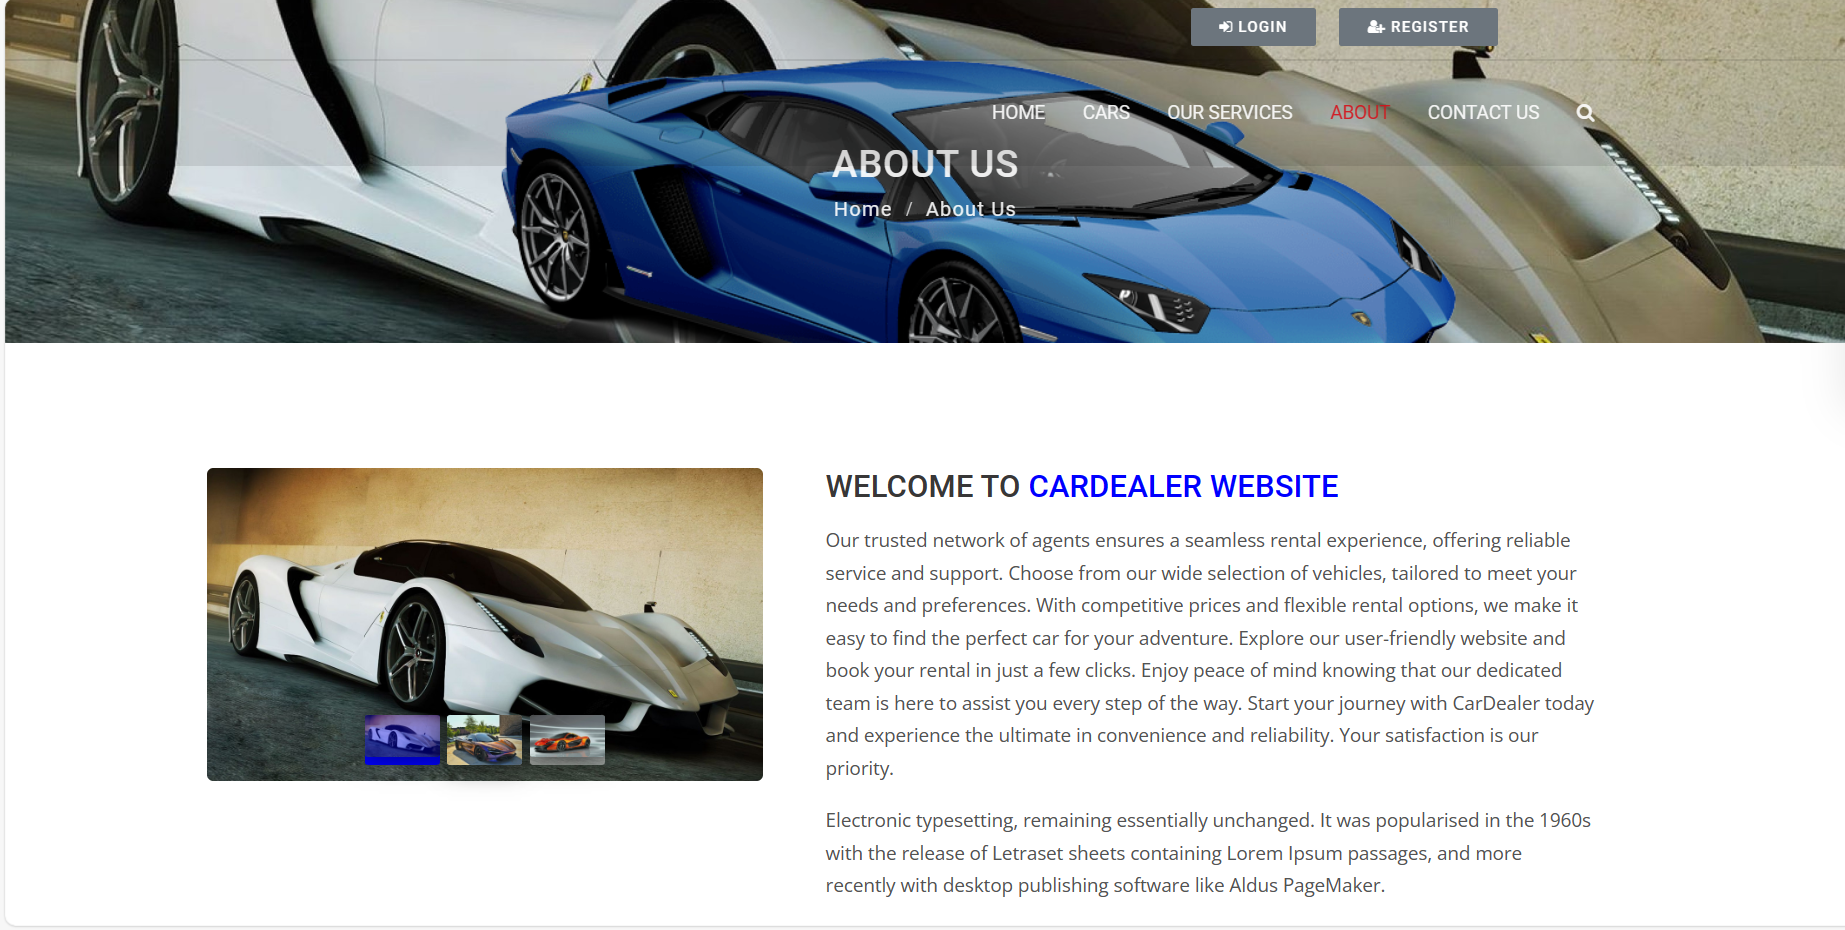 LOGIN REGISTER
HOME CARS OUR SERVICES ABOUT CONTACT US
ABOUT US
Home / About Us
WELCOME TO CARDEALER WEBSITE
Our trusted network of agents ensures a seamless rental experience, offering reliable
service and support. Choose from our wide selection of vehicles, tailored to meet your
needs and preferences. With competitive prices and flexible rental options, we make it
easy to find the perfect car for your adventure. Explore our user-friendly website and
book your rental in just a few clicks. Enjoy peace of mind knowing that our dedicated
team is here to assist you every step of the way. Start your journey with CarDealer today
and experience the ultimate in convenience and reliability. Your satisfaction is our
priority.
Electronic typesetting, remaining essentially unchanged. It was popularised in the 1960s
with the release of Letraset sheets containing Lorem Ipsum passages, and more
recently with desktop publishing software like Aldus PageMaker.